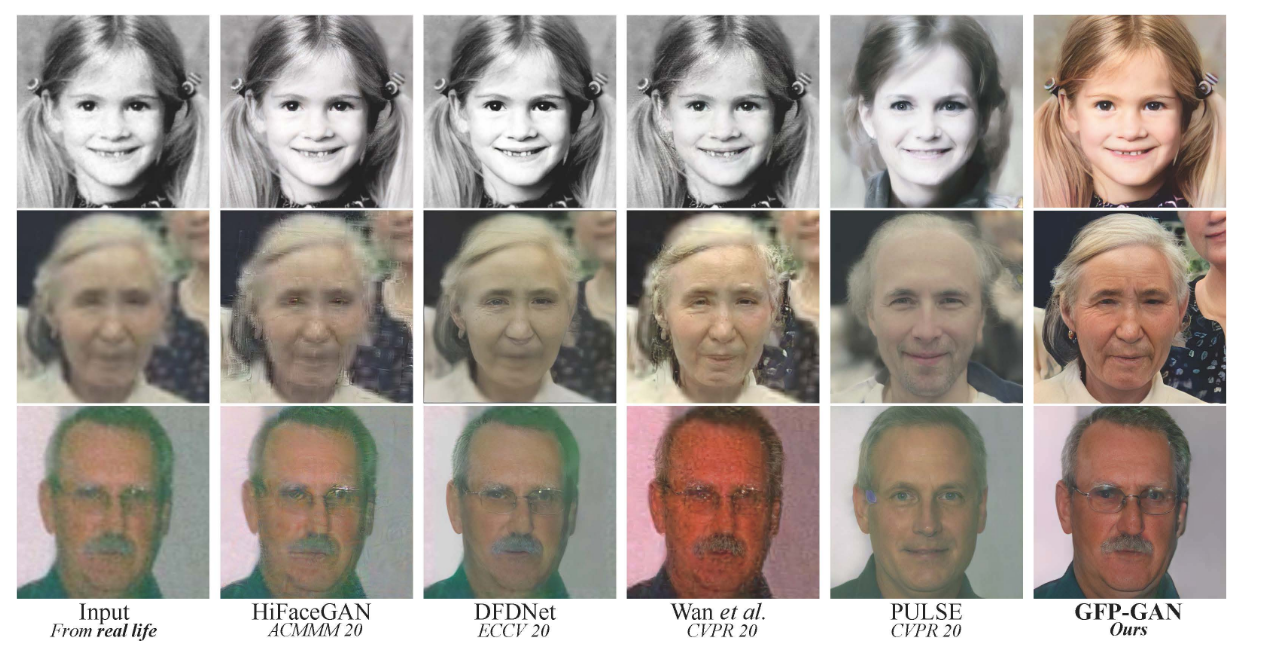 Input
From real life
HiFaceGAN
ACMMM 20
DFDNet
ECCV 20
Wan et al.
CVPR 20
PULSE
CVPR 20
GFP-GAN
Ours